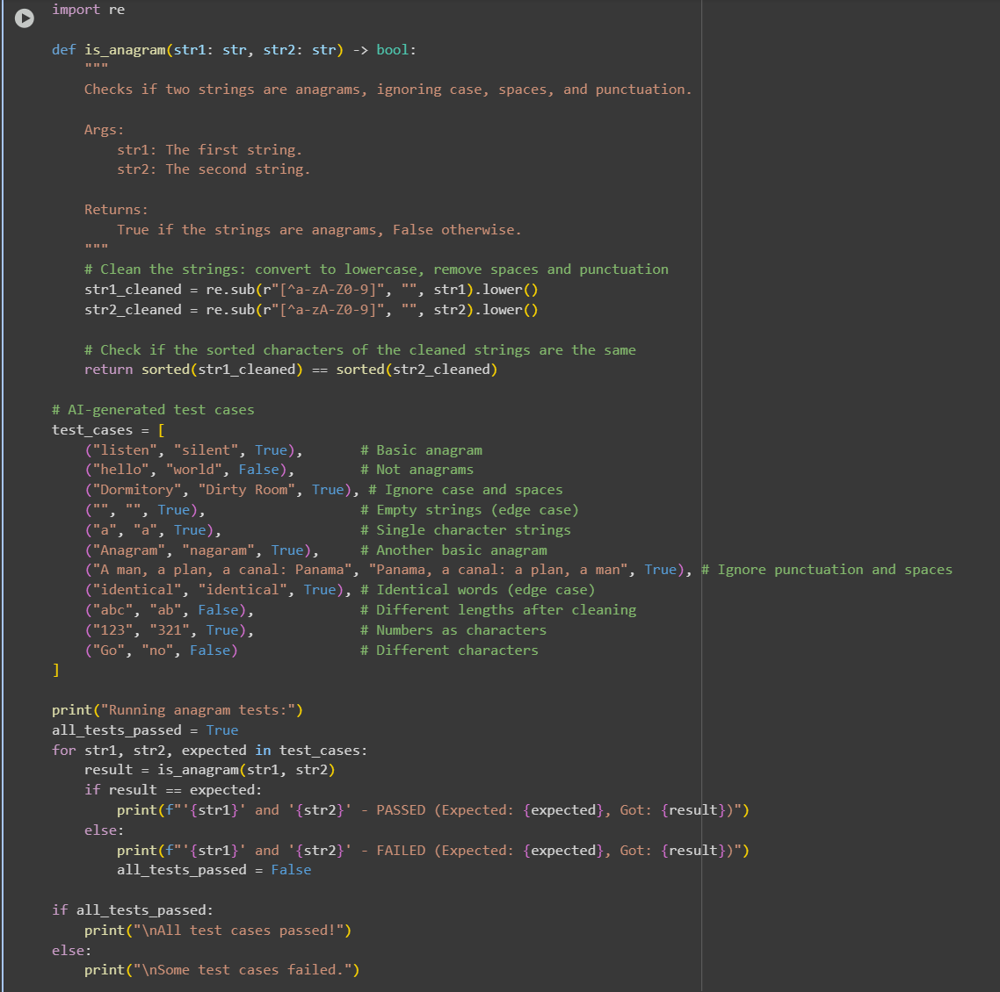 import re

def is_anagram(str1: str, str2: str) -> bool:
    """
    Checks if two strings are anagrams, ignoring case, spaces, and punctuation.

    Args:
        str1: The first string.
        str2: The second string.

    Returns:
        True if the strings are anagrams, False otherwise.
    """
    # Clean the strings: convert to lowercase, remove spaces and punctuation
    str1_cleaned = re.sub(r"[^a-zA-Z0-9]", "", str1).lower()
    str2_cleaned = re.sub(r"[^a-zA-Z0-9]", "", str2).lower()

    # Check if the sorted characters of the cleaned strings are the same
    return sorted(str1_cleaned) == sorted(str2_cleaned)

# AI-generated test cases
test_cases = [
    ("listen", "silent", True),       # Basic anagram
    ("hello", "world", False),        # Not anagrams
    ("Dormitory", "Dirty Room", True), # Ignore case and spaces
    ("", "", True),                   # Empty strings (edge case)
    ("a", "a", True),                 # Single character strings
    ("Anagram", "nagaram", True),     # Another basic anagram
    ("A man, a plan, a canal: Panama", "Panama, a canal: a plan, a man", True), # Ignore punctuation and spaces
    ("identical", "identical", True), # Identical words (edge case)
    ("abc", "ab", False),             # Different lengths after cleaning
    ("123", "321", True),             # Numbers as characters
    ("Go", "no", False)               # Different characters
]

print("Running anagram tests:")
all_tests_passed = True
for str1, str2, expected in test_cases:
    result = is_anagram(str1, str2)
    if result == expected:
        print(f"'{str1}' and '{str2}' - PASSED (Expected: {expected}, Got: {result})")
    else:
        print(f"'{str1}' and '{str2}' - FAILED (Expected: {expected}, Got: {result})")
        all_tests_passed = False

if all_tests_passed:
    print("\nAll test cases passed!")
else:
    print("\nSome test cases failed.")